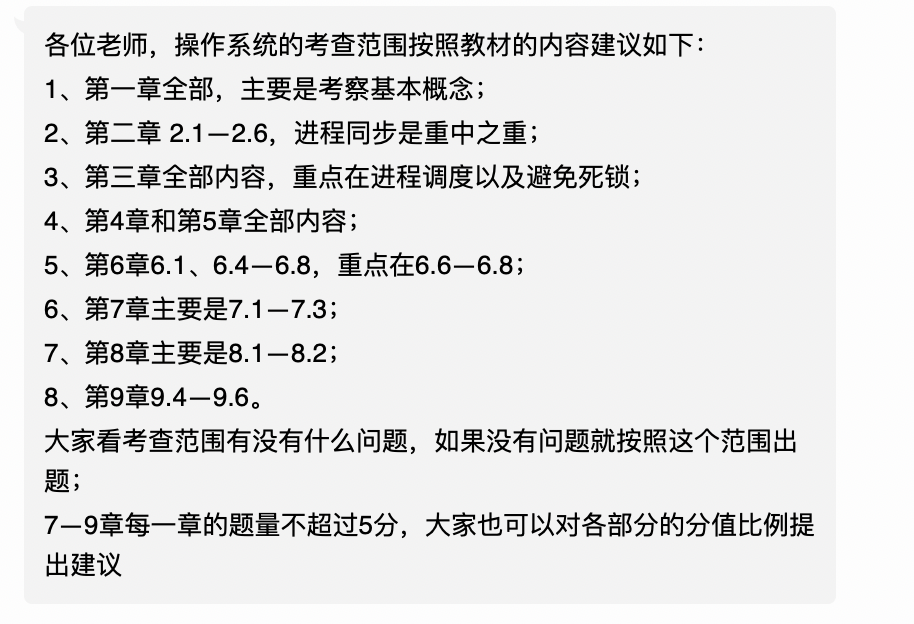 各位老师，操作系统的考查范围按照教材的内容建议如下：
1、第一章全部，主要是考察基本概念；
2、第二章 2.1—2.6，进程同步是重中之重；
3、第三章全部内容，重点在进程调度以及避免死锁；
4、第4章和第5章全部内容；
5、第6章6.1、6.4—6.8，重点在6.6—6.8；
6、第7章主要是7.1—7.3；
7、第8章主要是8.1—8.2；
8、第9章9.4—9.6。
大家看考查范围有没有什么问题，如果没有问题就按照这个范围出
题；
7—9章每一章的题量不超过5分，大家也可以对各部分的分值比例提
出建议